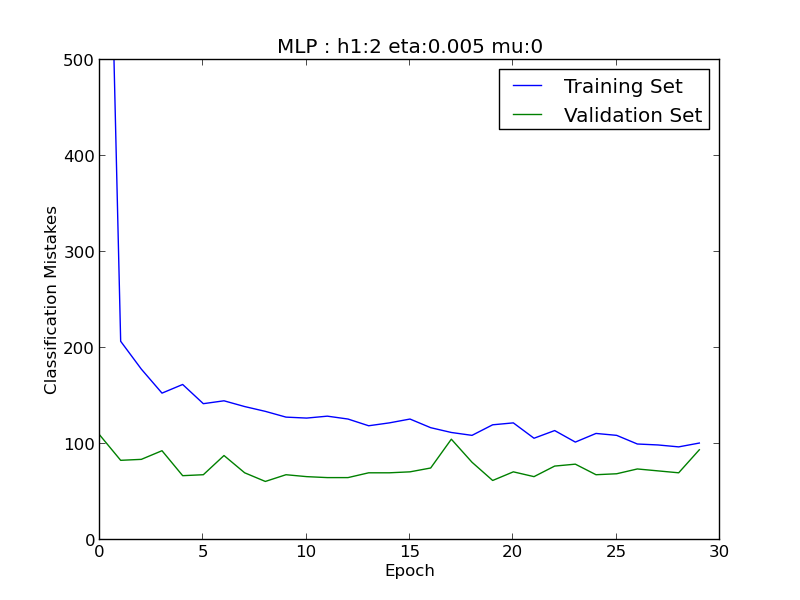 MLP : h1:2 eta:0.005 mu:0
Training Set
Validation Set
Classification Mistakes
500
400
300
200
100
0
0 5 10 15 20 25 30
Epoch